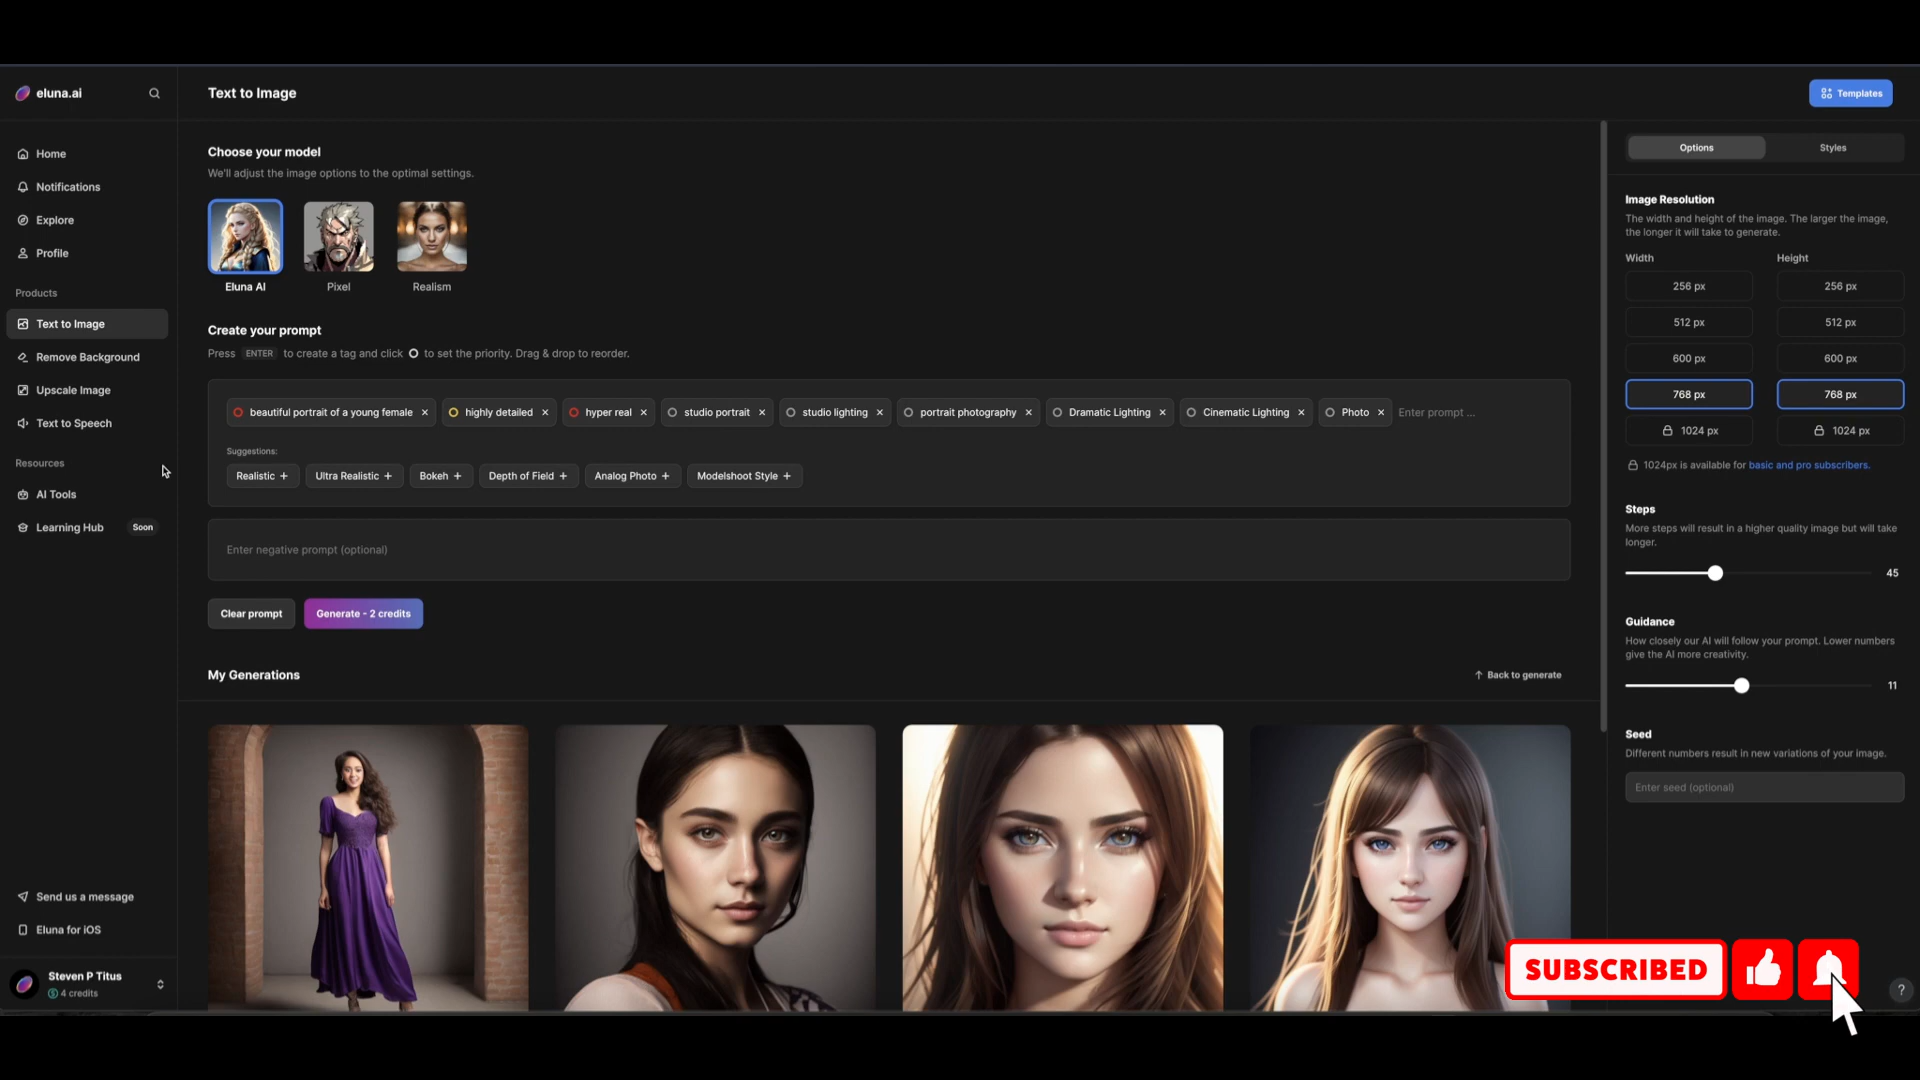 eluna.ai
Text to Image
Templates
Home
Notifications
Explore
Profile
Products
Text to Image
Remove Background
Upscale Image
Text to Speech
Resources
AI Tools
Learning Hub Soon
Send us a message
Eluna for iOS
Steven P Titus
4 credits
Choose your model
We'll adjust the image options to the optimal settings.
Eluna AI Pixel Realism
Create your prompt
Press ENTER to create a tag and click to set the priority. Drag & drop to reorder.
beautiful portrait of a young female × highly detailed × hyper real × studio portrait × studio lighting × portrait photography × Dramatic Lighting × Cinematic Lighting × Photo × Enter prompt ...
Suggestions:
Realistic + Ultra Realistic + Bokeh + Depth of Field + Analog Photo + Modelshoot Style +
Enter negative prompt (optional)
Clear prompt Generate - 2 credits
My Generations ↑ Back to generate
Options Styles
Image Resolution
The width and height of the image. The larger the image,
the longer it will take to generate.
Width Height
256 px 256 px
512 px 512 px
600 px 600 px
768 px 768 px
1024 px 1024 px
1024px is available for basic and pro subscribers.
Steps
More steps will result in a higher quality image but will take
longer.
45
Guidance
How closely our AI will follow your prompt. Lower numbers
give the AI more creativity.
11
Seed
Different numbers result in new variations of your image.
Enter seed (optional)
SUBSCRIBED
?